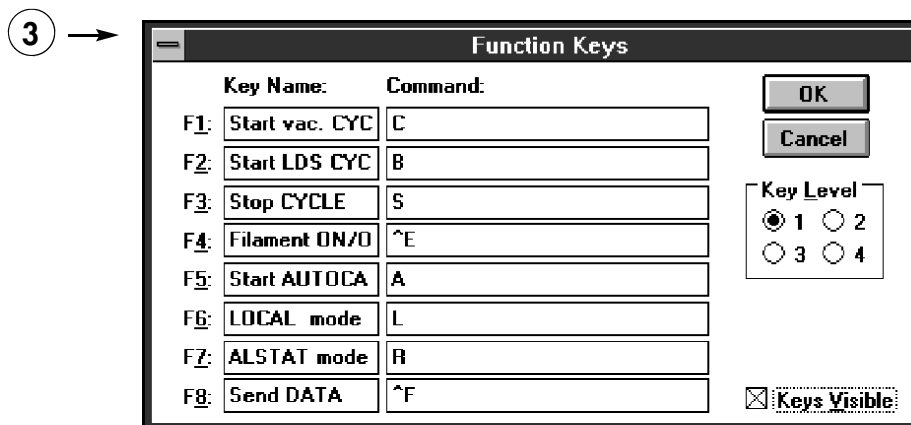 3
Function Keys
Key Name: Command:
F1: Start vac. CYC C
F2: Start LDS CYC B
F3: Stop CYCLE S
F4: Filament ON/O ^E
F5: Start AUTOCA A
F6: LOCAL mode L
F7: ALSTAT mode R
F8: Send DATA ^F
OK
Cancel
Key Level
1 2
3 4
Keys Visible